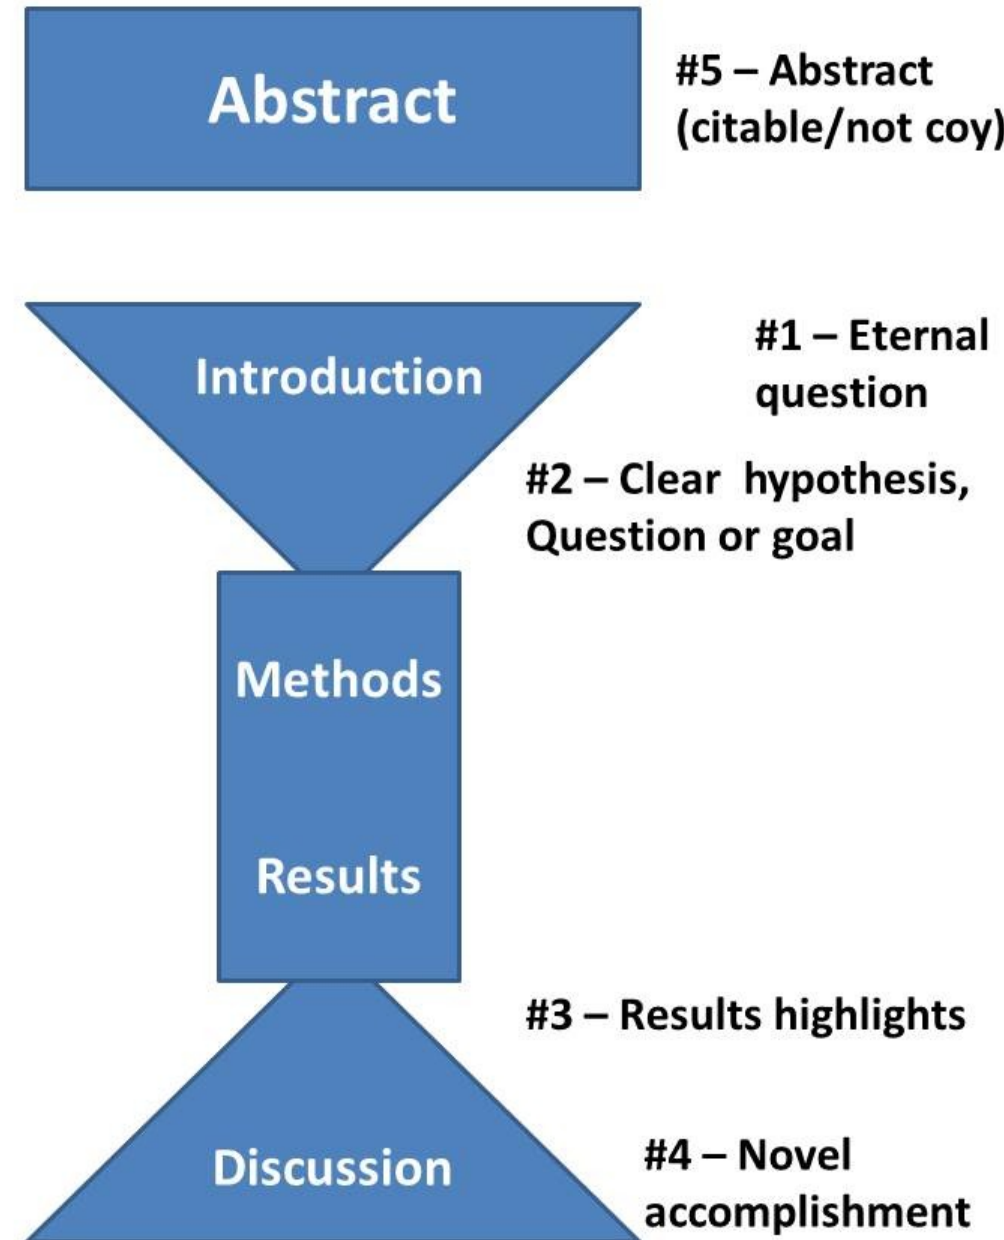 Abstract
#5 – Abstract
(citable/not coy)
Introduction
#1 – Eternal
question
#2 – Clear  hypothesis,
Question or goal
Methods
Results
#3 – Results highlights
Discussion
#4 – Novel
accomplishment